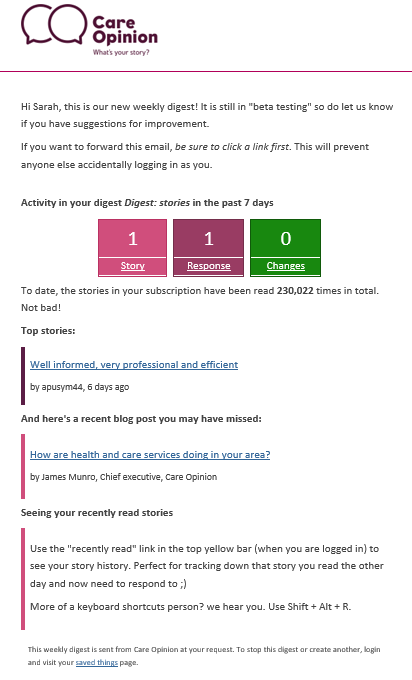 Care
Opinion
What's your story?
Hi Sarah, this is our new weekly digest! It is still in "beta testing" so do let us know
if you have suggestions for improvement.
If you want to forward this email, be sure to click a link first. This will prevent
anyone else accidentally logging in as you.
Activity in your digest Digest: stories in the past 7 days
1 1 0
Story Response Changes
To date, the stories in your subscription have been read 230,022 times in total.
Not bad!
Top stories:
Well informed, very professional and efficient
by apusym44, 6 days ago
And here's a recent blog post you may have missed:
How are health and care services doing in your area?
by James Munro, Chief executive, Care Opinion
Seeing your recently read stories
Use the "recently read" link in the top yellow bar (when you are logged in) to
see your story history. Perfect for tracking down that story you read the other
day and now need to respond to ;)
More of a keyboard shortcuts person? we hear you. Use Shift + Alt + R.
This weekly digest is sent from Care Opinion at your request. To stop this digest or create another, login
and visit your saved things page.